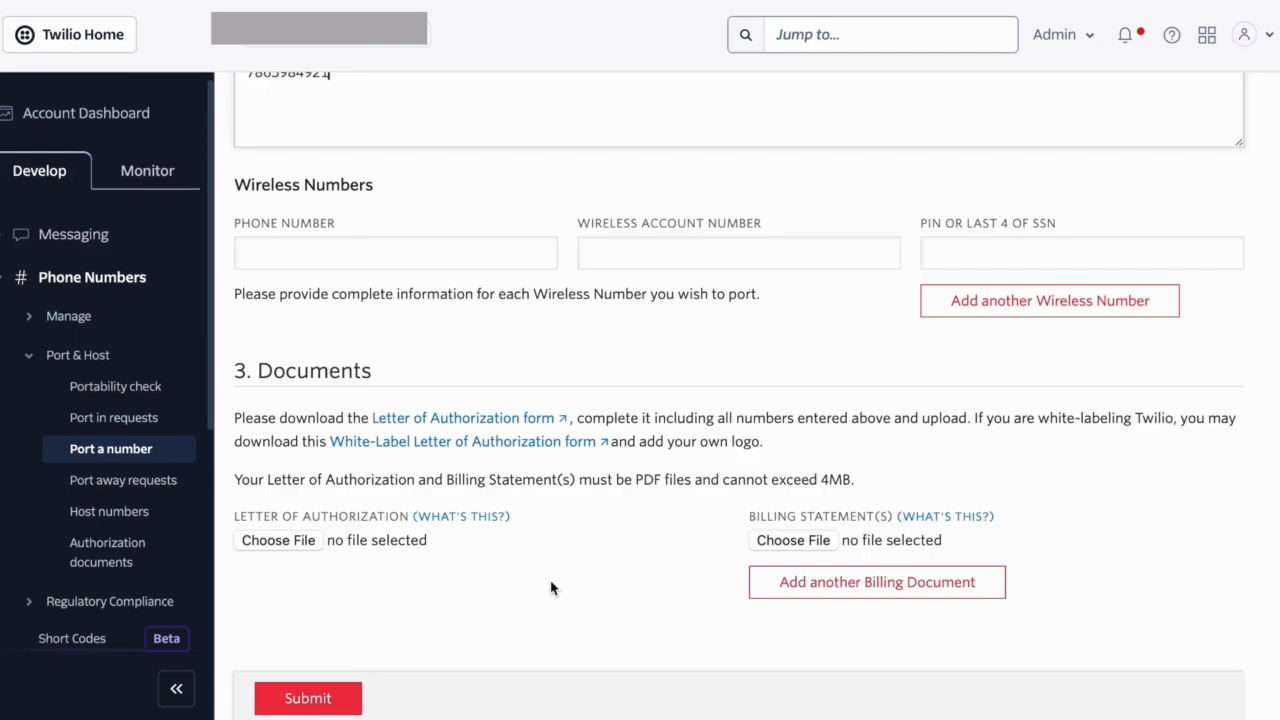 Twilio Home
Jump to...
Admin
Account Dashboard
Develop
Monitor
Messaging
# Phone Numbers
Manage
Port & Host
Portability check
Port in requests
Port a number
Port away requests
Host numbers
Authorization
documents
Regulatory Compliance
Short Codes Beta
Wireless Numbers
PHONE NUMBER
WIRELESS ACCOUNT NUMBER
PIN OR LAST 4 OF SSN
Please provide complete information for each Wireless Number you wish to port.
Add another Wireless Number
3. Documents
Please download the Letter of Authorization form , complete it including all numbers entered above and upload. If you are white-labeling Twilio, you may
download this White-Label Letter of Authorization form and add your own logo.
Your Letter of Authorization and Billing Statement(s) must be PDF files and cannot exceed 4MB.
LETTER OF AUTHORIZATION (WHAT'S THIS?)
Choose File no file selected
BILLING STATEMENT(S) (WHAT'S THIS?)
Choose File no file selected
Add another Billing Document
Submit